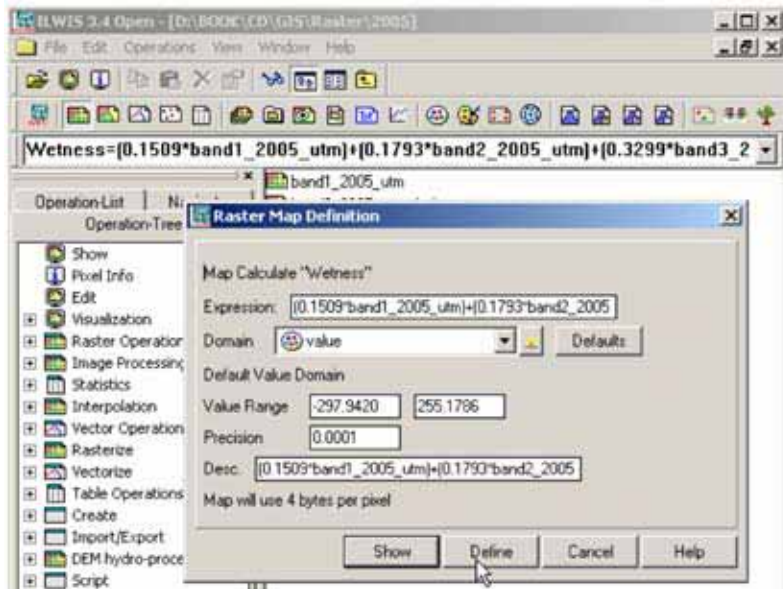 ILWIS 3.4 Open - [D:\BOOK\CD\GIS\Raster\2005]
File Edit Operations View Window Help
Wetness=(0.1509*band1_2005_utm)+(0.1793*band2_2005_utm)+(0.3299*band3_2
band1_2005_utm
Operation-List
Operation-Tree
Raster Map Definition
Show
Pixel Info
Edit
Visualization
Raster Operation
Image Processing
Statistics
Interpolation
Vector Operation
Rasterize
Vectorize
Table Operations
Create
Import/Export
DEM hydro-proce
Script
Map Calculate "Wetness"
Expression: (0.1509*band1_2005_utm)+(0.1793*band2_2005
Domain value Defaults
Default Value Domain
Value Range -297.9420 255.1786
Precision 0.0001
Desc. (0.1509*band1_2005_utm)+(0.1793*band2_2005
Map will use 4 bytes per pixel
Show Define Cancel Help